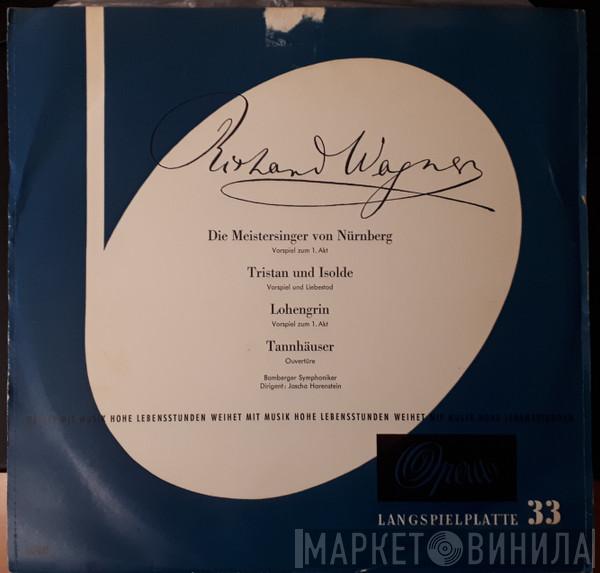 Richard Wagner
Die Meistersinger von Nürnberg
Vorspiel zum 1. Akt
Tristan und Isolde
Vorspiel und Liebestod
Lohengrin
Vorspiel zum 1. Akt
Tannhäuser
Ouvertüre
Bamberger Symphoniker
Dirigent: Jascha Horenstein
WEIHET MIT MUSIK HOHE LEBENSSTUNDEN WEIHET MIT MUSIK HOHE LEBENSSTUNDEN WEIHET MIT MUSIK HOHE LEBENSSTUNDEN
Opera
LANGSPIELPLATTE 33
МАРКЕТ ВИНИЛА